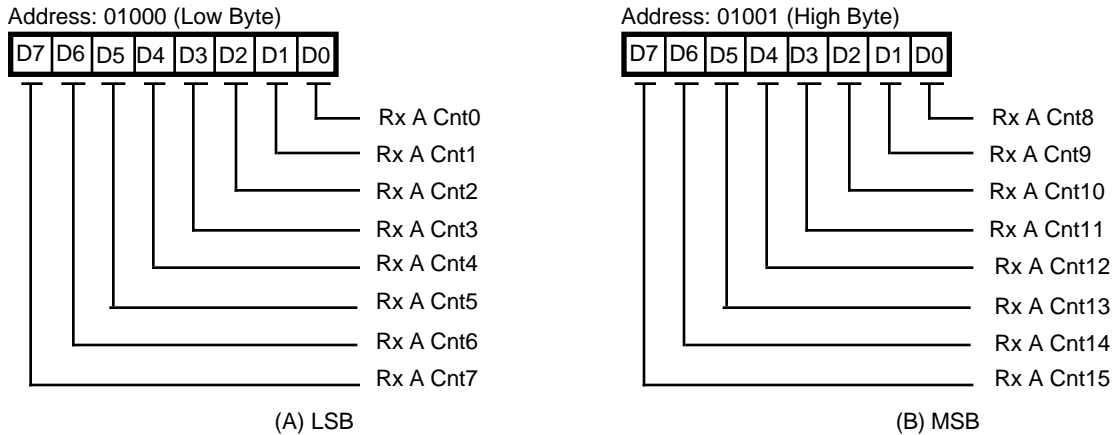 Address: 01000 (Low Byte)
D7 D6 D5 D4 D3 D2 D1 D0
Rx A Cnt0
Rx A Cnt1
Rx A Cnt2
Rx A Cnt3
Rx A Cnt4
Rx A Cnt5
Rx A Cnt6
Rx A Cnt7
(A) LSB
Address: 01001 (High Byte)
D7 D6 D5 D4 D3 D2 D1 D0
Rx A Cnt8
Rx A Cnt9
Rx A Cnt10
Rx A Cnt11
Rx A Cnt12
Rx A Cnt13
Rx A Cnt14
Rx A Cnt15
(B) MSB